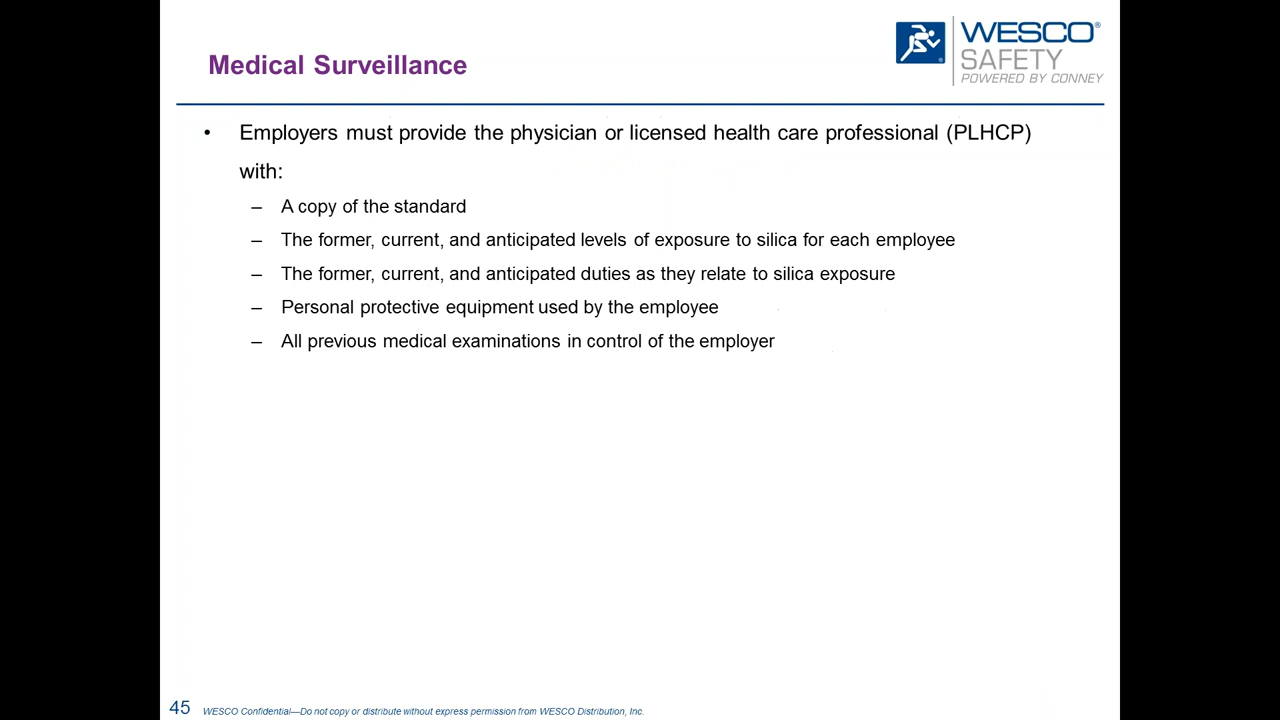 WESCO®
SAFETY
POWERED BY CONNEY
Medical Surveillance
• Employers must provide the physician or licensed health care professional (PLHCP)
with:
– A copy of the standard
– The former, current, and anticipated levels of exposure to silica for each employee
– The former, current, and anticipated duties as they relate to silica exposure
– Personal protective equipment used by the employee
– All previous medical examinations in control of the employer
45 WESCO Confidential—Do not copy or distribute without express permission from WESCO Distribution, Inc.